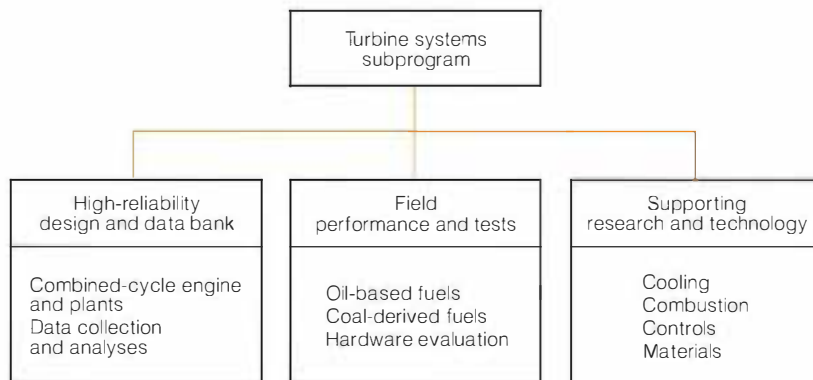 Turbine systems
subprogram
High-reliability
design and data bank
Combined-cycle engine
and plants
Data collection
and analyses
Field
performance and tests
Oil-based fuels
Coal-derived fuels
Hardware evaluation
Supporting
research and technology
Cooling
Combustion
Controls
Materials